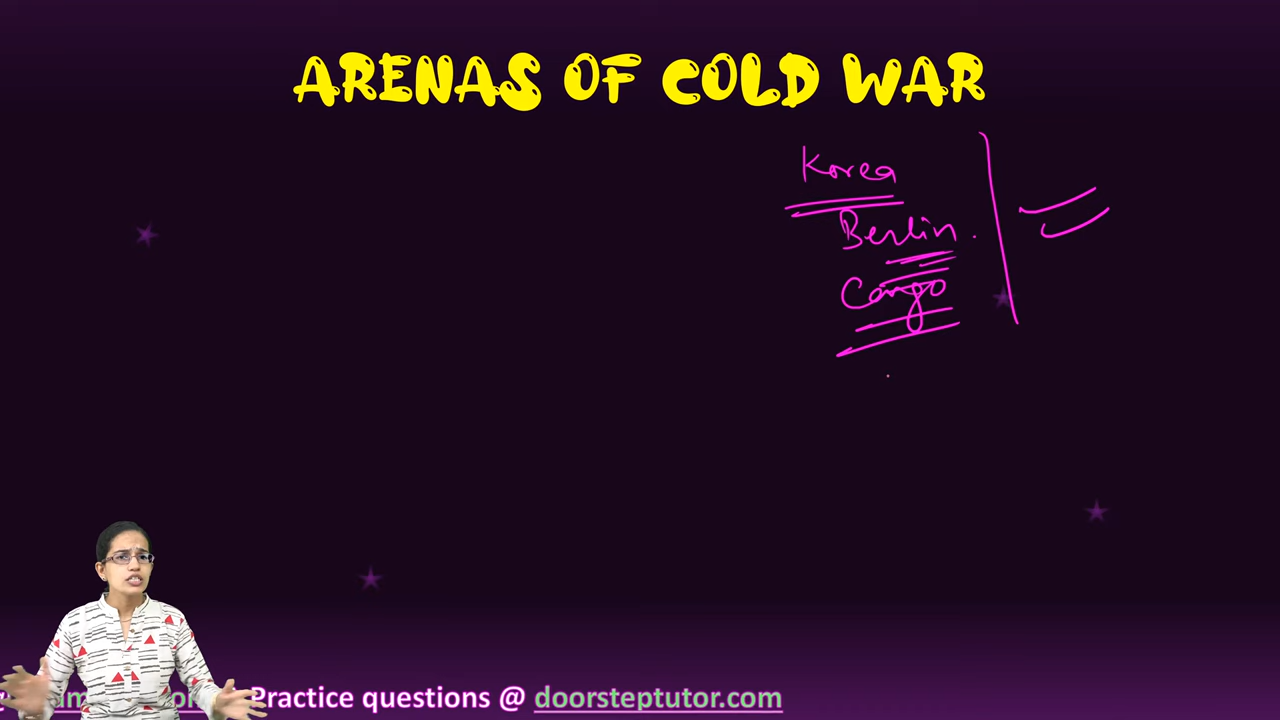 ARENAS OF COLD WAR
Korea
Berlin.
Congo
Practice questions @ doorsteptutor.com